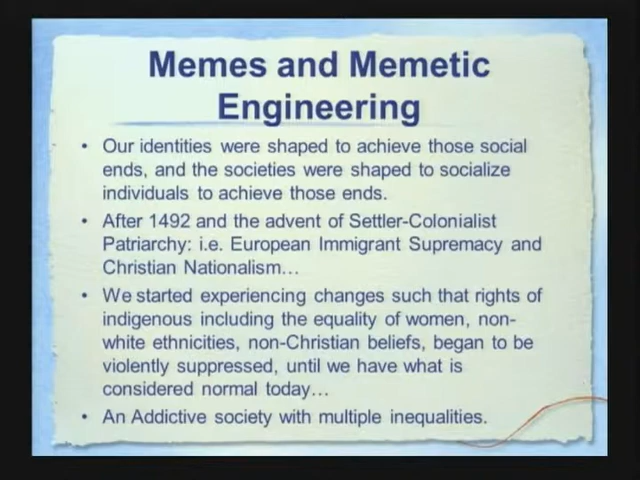 Memes and Memetic
Engineering
• Our identities were shaped to achieve those social
ends, and the societies were shaped to socialize
individuals to achieve those ends.
• After 1492 and the advent of Settler-Colonialist
Patriarchy: i.e. European Immigrant Supremacy and
Christian Nationalism…
• We started experiencing changes such that rights of
indigenous including the equality of women, non-
white ethnicities, non-Christian beliefs, began to be
violently suppressed, until we have what is
considered normal today…
• An Addictive society with multiple inequalities.